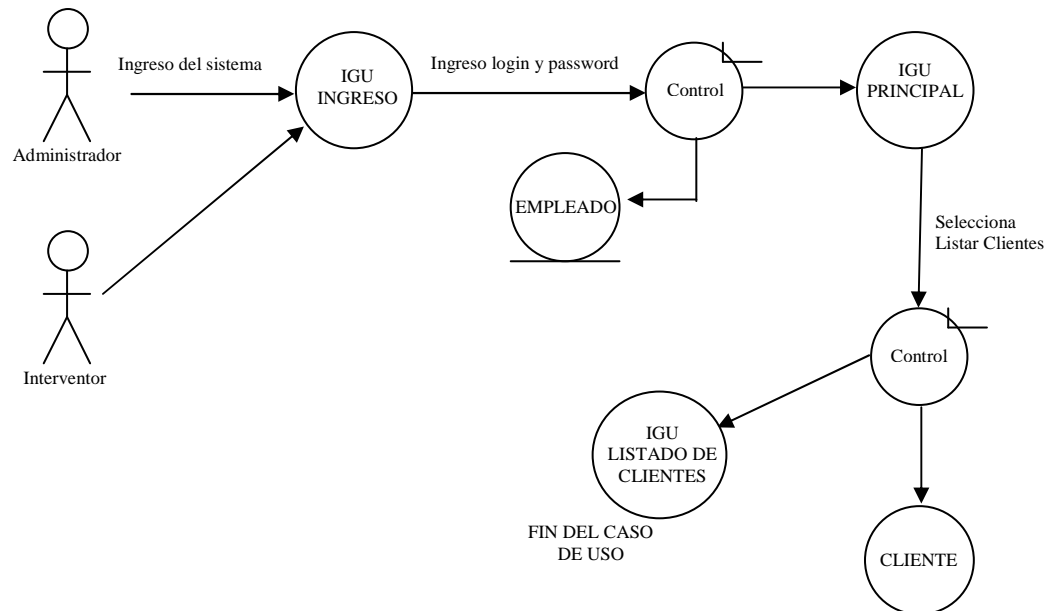 Ingreso del sistema
Administrador
IGU
INGRESO
Ingreso login y password
Control
IGU
PRINCIPAL
EMPLEADO
Selecciona
Listar Clientes
Interventor
Control
IGU
LISTADO DE
CLIENTES
FIN DEL CASO
DE USO
CLIENTE